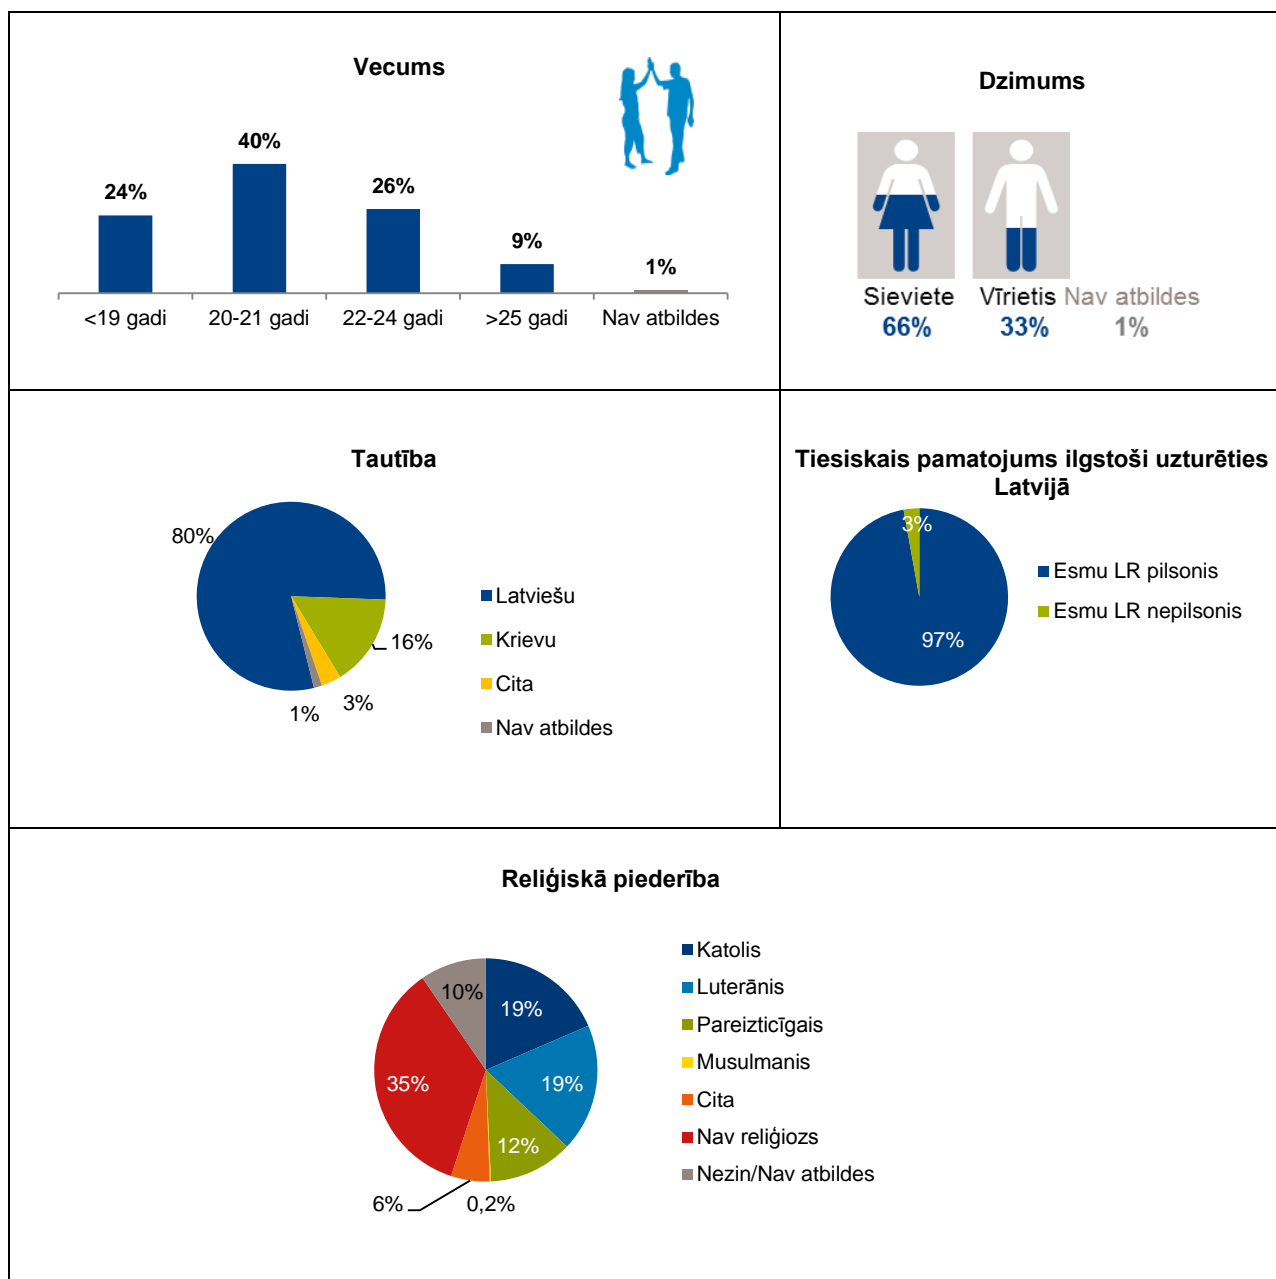 Vecums
24%
40%
26%
9%
1%
<19 gadi
20-21 gadi
22-24 gadi
>25 gadi
Nav atbildes
Dzimums
Sieviete Vīrietis Nav atbildes
66% 33% 1%
Tautība
80%
16%
3%
1%
Latviešu
Krievu
Cita
Nav atbildes
Tiesiskais pamatojums ilgstoši uzturēties
Latvijā
3%
97%
Esmu LR pilsonis
Esmu LR nepilsonis
Reliģiskā piederība
10%
19%
35%
19%
12%
6%
0,2%
Katolis
Luterānis
Pareizticīgais
Musulmanis
Cita
Nav reliģiozs
Nezin/Nav atbildes